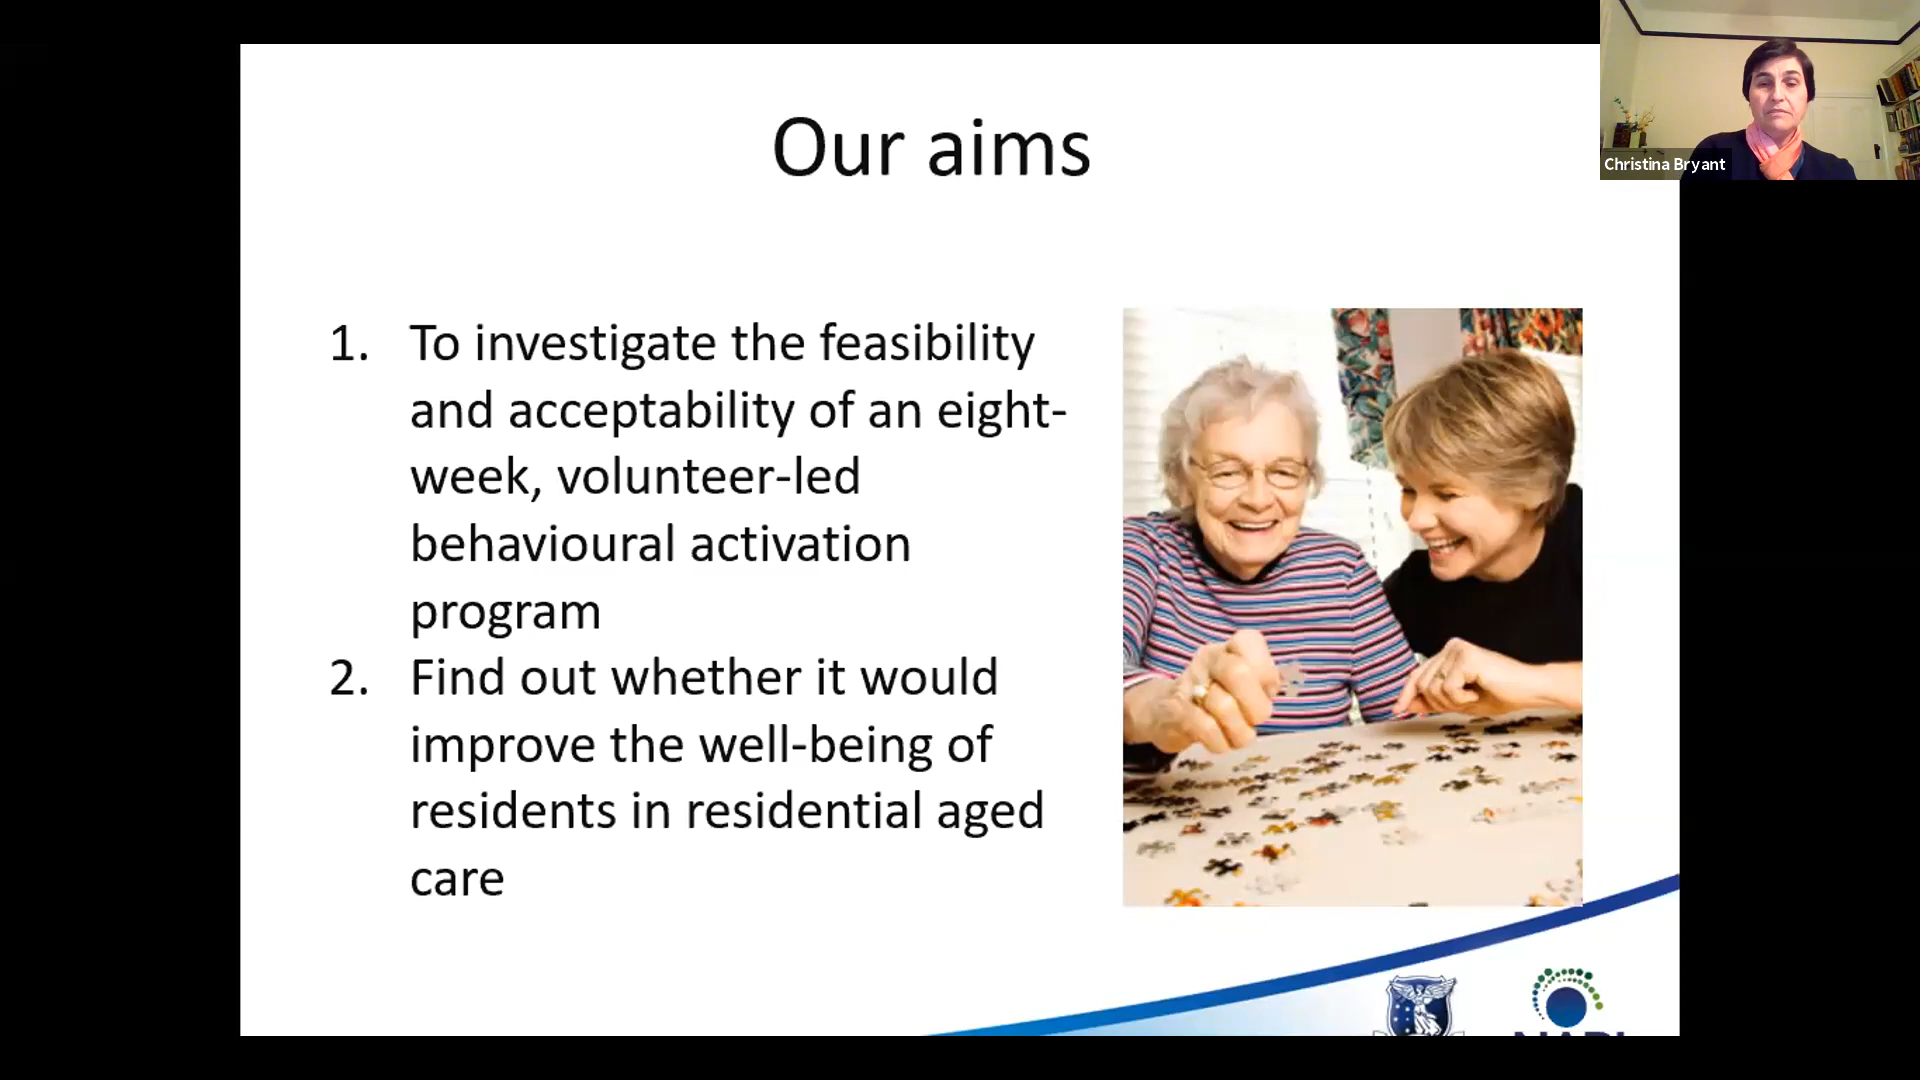 Our aims
1. To investigate the feasibility
and acceptability of an eight-
week, volunteer-led
behavioural activation
program
2. Find out whether it would
improve the well-being of
residents in residential aged
care
Christina Bryant